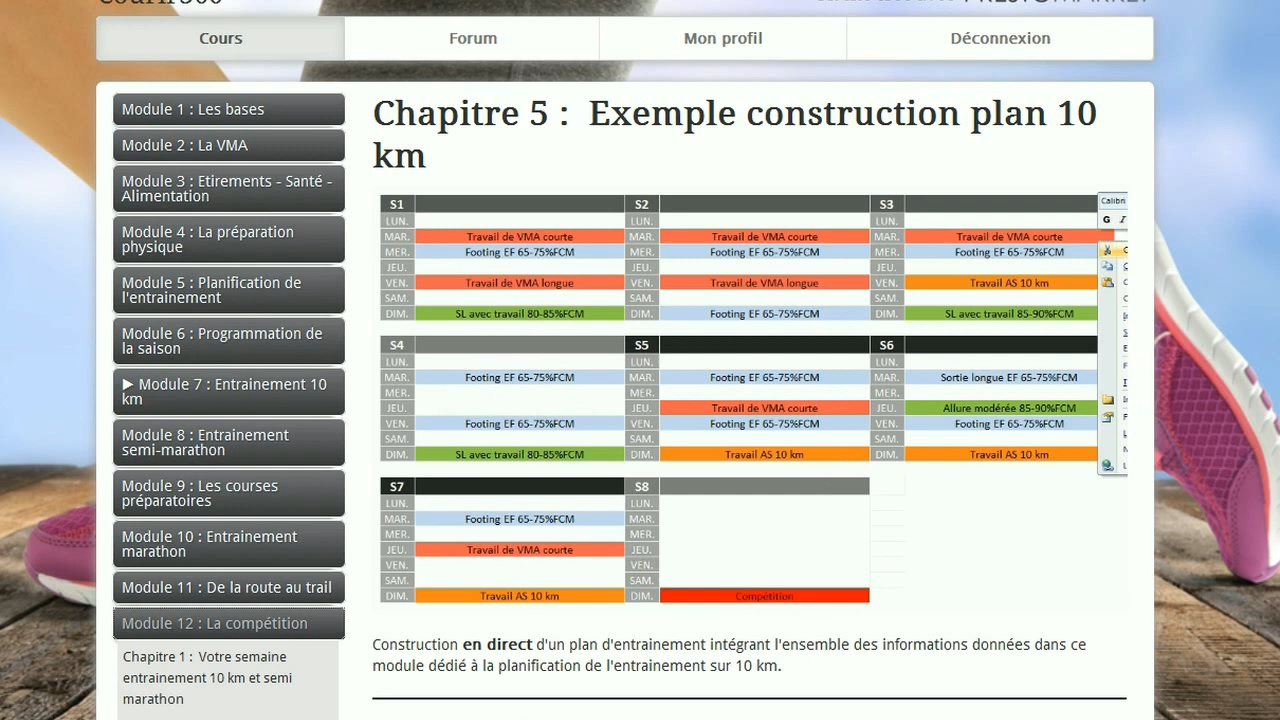 Cours
Forum
Mon profil
Déconnexion
Module 1 : Les bases
Module 2 : La VMA
Module 3 : Etirements - Santé -
Alimentation
Module 4 : La préparation
physique
Module 5 : Planification de
l'entrainement
Module 6 : Programmation de
la saison
▶ Module 7 : Entrainement 10
km
Module 8 : Entrainement
semi-marathon
Module 9 : Les courses
préparatoires
Module 10 : Entrainement
marathon
Module 11 : De la route au trail
Module 12 : La compétition
Chapitre 1 : Votre semaine
entrainement 10 km et semi
marathon
Chapitre 5 : Exemple construction plan 10
km
S1 S2 S3
LUN. LUN. LUN.
MAR. Travail de VMA courte MAR. Travail de VMA courte MAR. Travail de VMA courte
MER. Footing EF 65-75%FCM MER. Footing EF 65-75%FCM MER. Footing EF 65-75%FCM
JEU. JEU. JEU.
VEN. Travail de VMA longue VEN. Travail de VMA longue VEN. Travail AS 10 km
SAM. SAM. SAM.
DIM. SL avec travail 80-85%FCM DIM. Footing EF 65-75%FCM DIM. SL avec travail 85-90%FCM
S4 S5 S6
LUN. LUN. LUN.
MAR. Footing EF 65-75%FCM MAR. Footing EF 65-75%FCM MAR. Sortie longue EF 65-75%FCM
MER. MER. MER.
JEU. JEU. Travail de VMA courte JEU. Allure modérée 85-90%FCM
VEN. Footing EF 65-75%FCM VEN. Footing EF 65-75%FCM VEN. Footing EF 65-75%FCM
SAM. SAM. SAM.
DIM. SL avec travail 80-85%FCM DIM. Travail AS 10 km DIM. Travail AS 10 km
S7 S8
LUN. LUN.
MAR. Footing EF 65-75%FCM MAR.
MER. MER.
JEU. Travail de VMA courte JEU.
VEN. VEN.
SAM. SAM.
DIM. Travail AS 10 km DIM. Compétition
Calibri
G I
Construction en direct d'un plan d'entrainement intégrant l'ensemble des informations données dans ce
module dédié à la planification de l'entrainement sur 10 km.